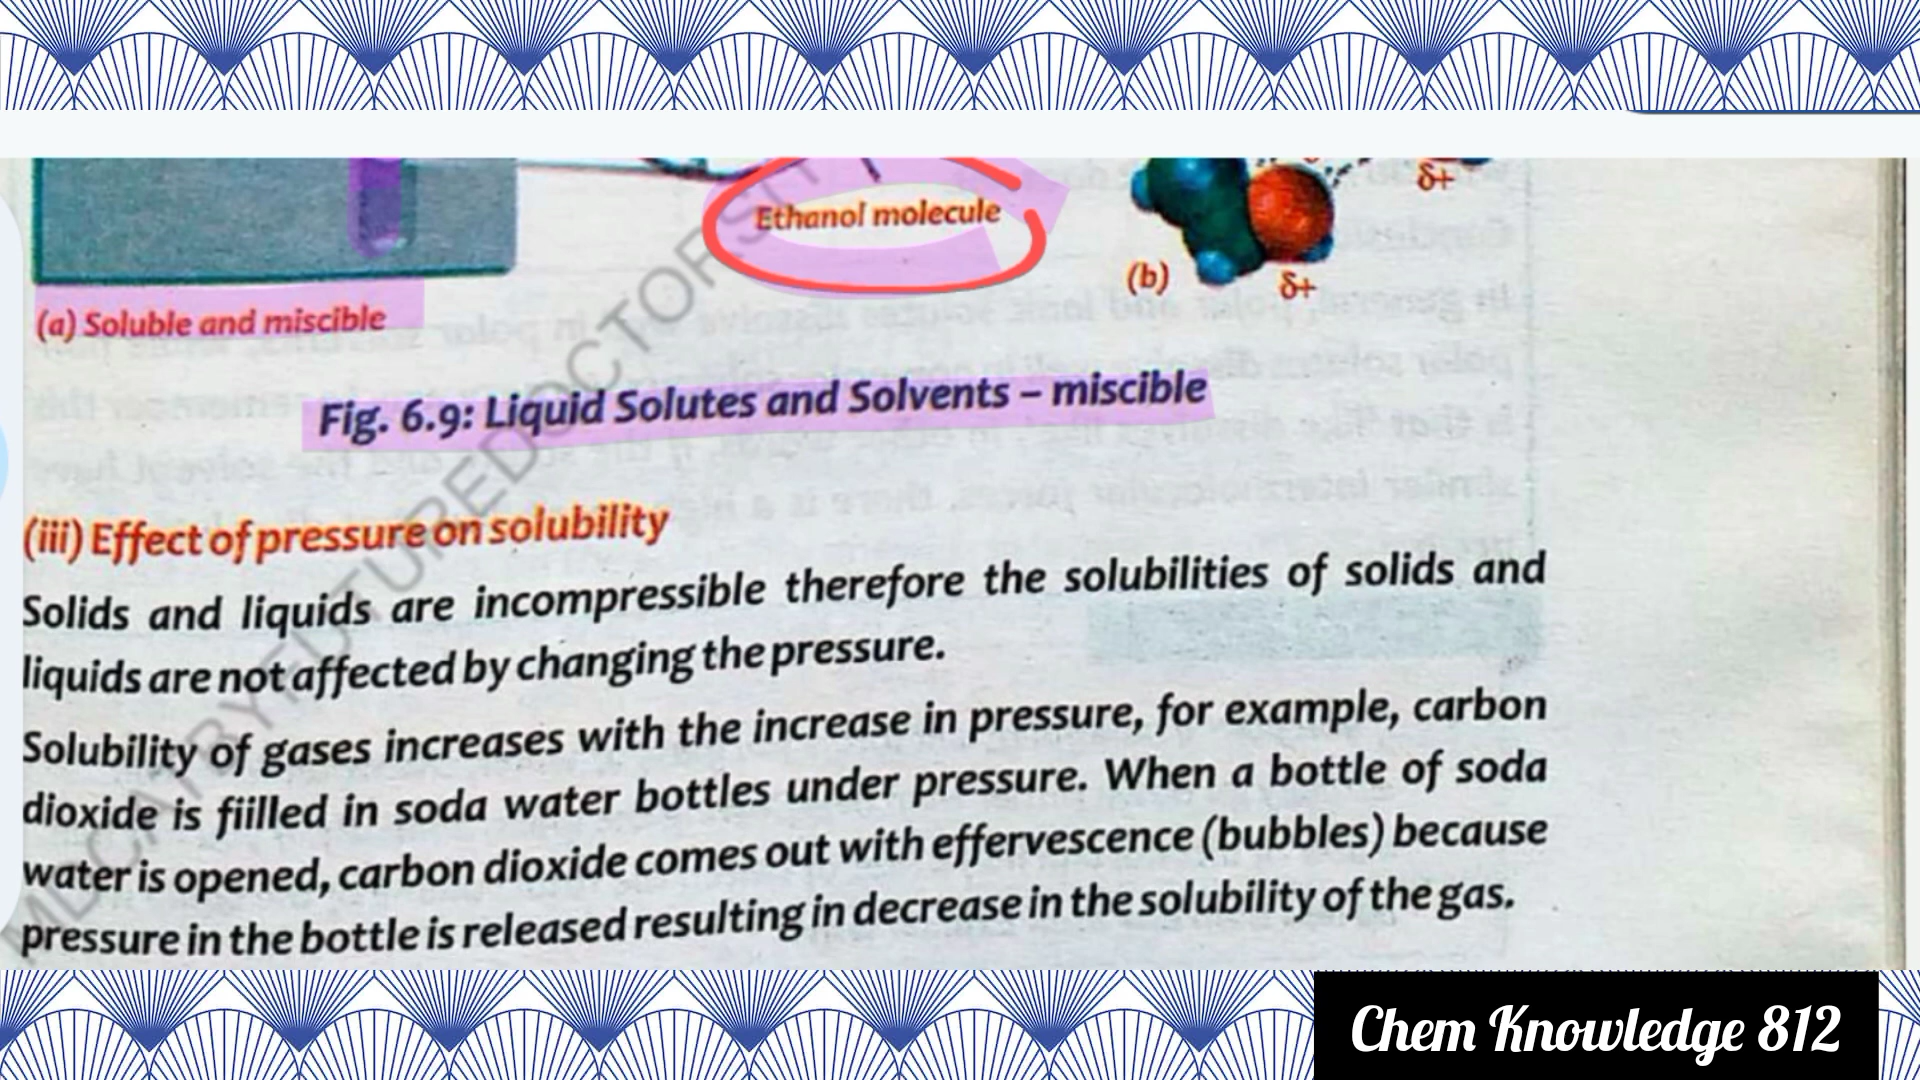 δ+
Ethanol molecule
(b)
δ+
(a) Soluble and miscible
Fig. 6.9: Liquid Solutes and Solvents – miscible
(iii) Effect of pressure on solubility
Solids and liquids are incompressible therefore the solubilities of solids and
liquids are not affected by changing the pressure.
Solubility of gases increases with the increase in pressure, for example, carbon
dioxide is fiilled in soda water bottles under pressure. When a bottle of soda
water is opened, carbon dioxide comes out with effervescence (bubbles) because
pressure in the bottle is released resulting in decrease in the solubility of the gas.
Chem Knowledge 812